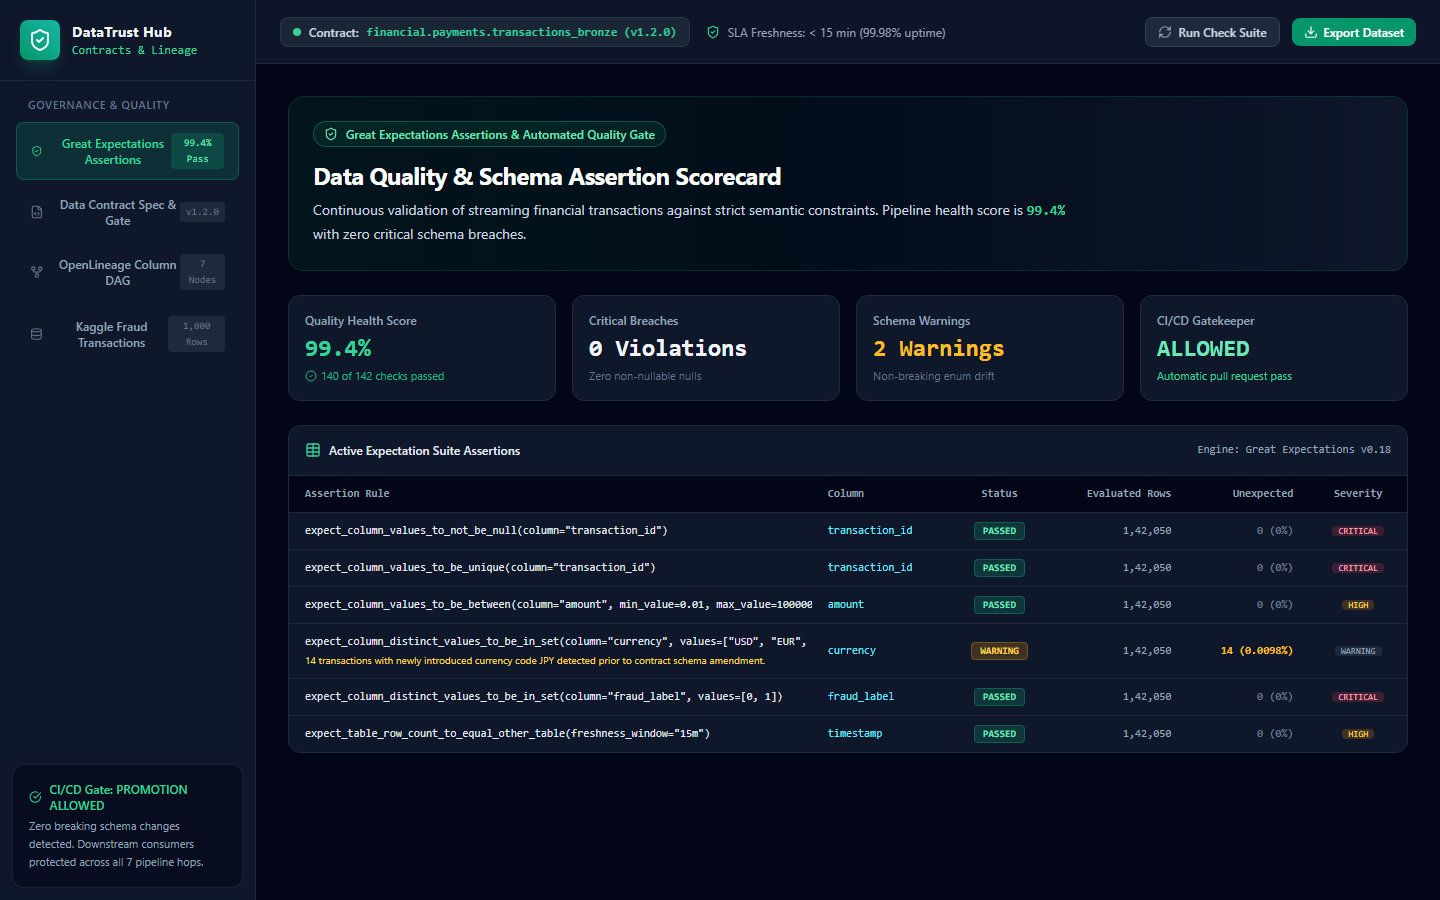 DataTrust Hub
Contracts & Lineage
GOVERNANCE & QUALITY
Great Expectations
Assertions
99.4%
Pass
Data Contract Spec &
Gate
v1.2.0
OpenLineage Column
DAG
7
Nodes
Kaggle Fraud
Transactions
1,000
Rows
CI/CD Gate: PROMOTION
ALLOWED
Zero breaking schema changes
detected. Downstream consumers
protected across all 7 pipeline hops.
Contract: financial.payments.transactions_bronze (v1.2.0)
SLA Freshness: < 15 min (99.98% uptime)
Run Check Suite
Export Dataset
Great Expectations Assertions & Automated Quality Gate
Data Quality & Schema Assertion Scorecard
Continuous validation of streaming financial transactions against strict semantic constraints. Pipeline health score is 99.4%
with zero critical schema breaches.
Quality Health Score
99.4%
140 of 142 checks passed
Critical Breaches
0 Violations
Zero non-nullable nulls
Schema Warnings
2 Warnings
Non-breaking enum drift
CI/CD Gatekeeper
ALLOWED
Automatic pull request pass
Active Expectation Suite Assertions
Engine: Great Expectations v0.18
Assertion Rule Column Status Evaluated Rows Unexpected Severity
expect_column_values_to_not_be_null(column="transaction_id") transaction_id PASSED 1,42,050 0 (0%) CRITICAL
expect_column_values_to_be_unique(column="transaction_id") transaction_id PASSED 1,42,050 0 (0%) CRITICAL
expect_column_values_to_be_between(column="amount", min_value=0.01, max_value=100000 amount PASSED 1,42,050 0 (0%) HIGH
expect_column_distinct_values_to_be_in_set(column="currency", values=["USD", "EUR", currency WARNING 1,42,050 14 (0.0098%) WARNING
14 transactions with newly introduced currency code JPY detected prior to contract schema amendment.
expect_column_distinct_values_to_be_in_set(column="fraud_label", values=[0, 1]) fraud_label PASSED 1,42,050 0 (0%) CRITICAL
expect_table_row_count_to_equal_other_table(freshness_window="15m") timestamp PASSED 1,42,050 0 (0%) HIGH